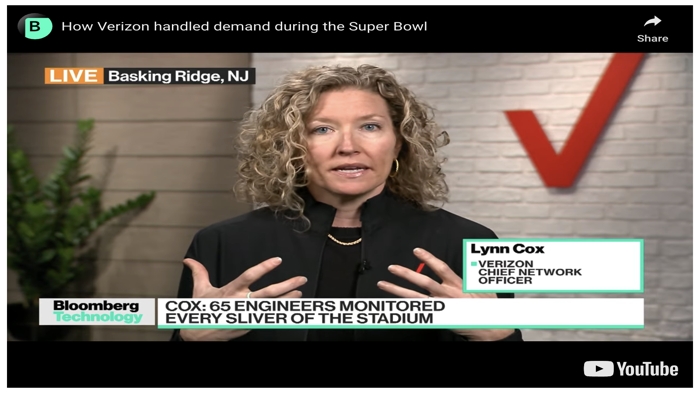 B
How Verizon handled demand during the Super Bowl
Share
LIVE Basking Ridge, NJ
Lynn Cox
VERIZON
CHIEF NETWORK
OFFICER
Bloomberg
Technology
COX: 65 ENGINEERS MONITORED
EVERY SLIVER OF THE STADIUM
YouTube